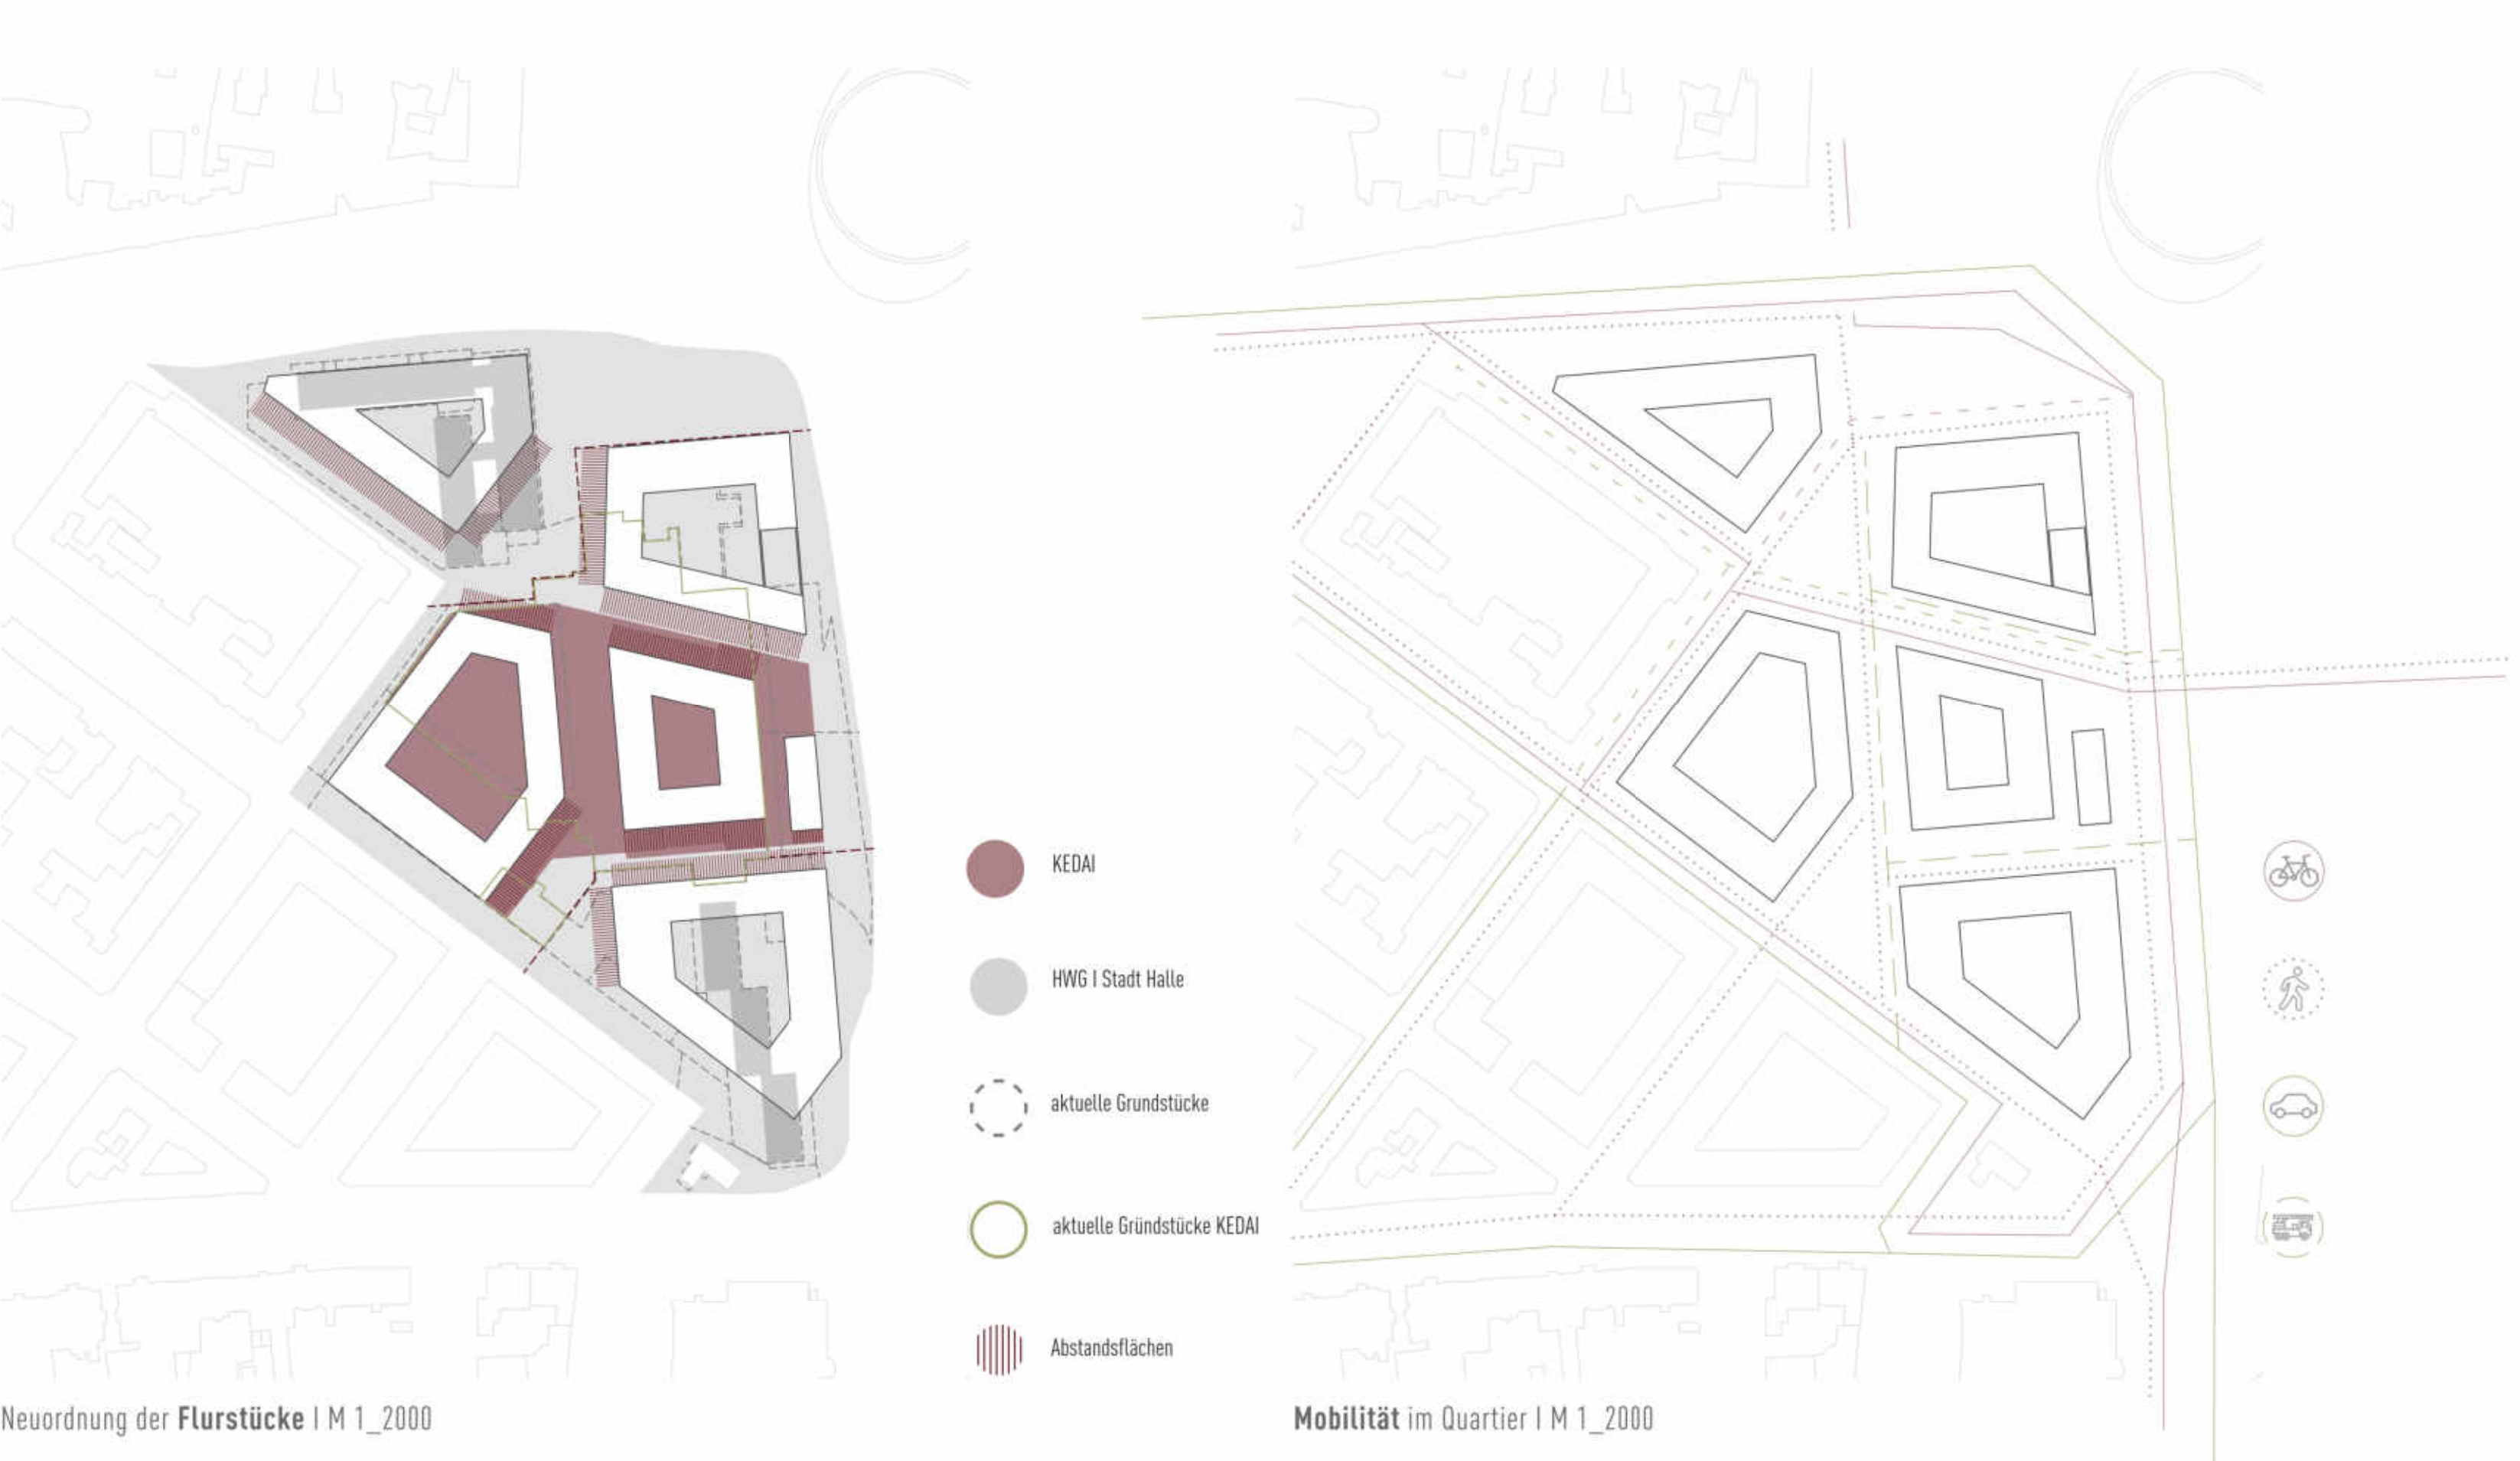 KEDAI
HWG | Stadt Halle
aktuelle Grundstücke
aktuelle Gründstücke KEDAI
Abstandsflächen
Neuordnung der Flurstücke | M 1_2000
Mobilität im Quartier | M 1_2000